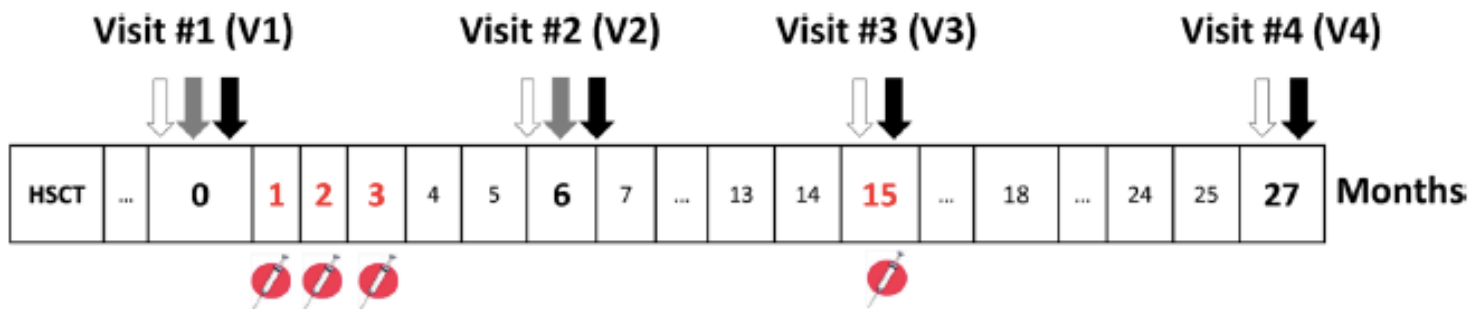 Visit #1 (V1) Visit #2 (V2) Visit #3 (V3) Visit #4 (V4)
HSCT ... 0 1 2 3 4 5 6 7 ... 13 14 15 ... 18 ... 24 25 27 Months